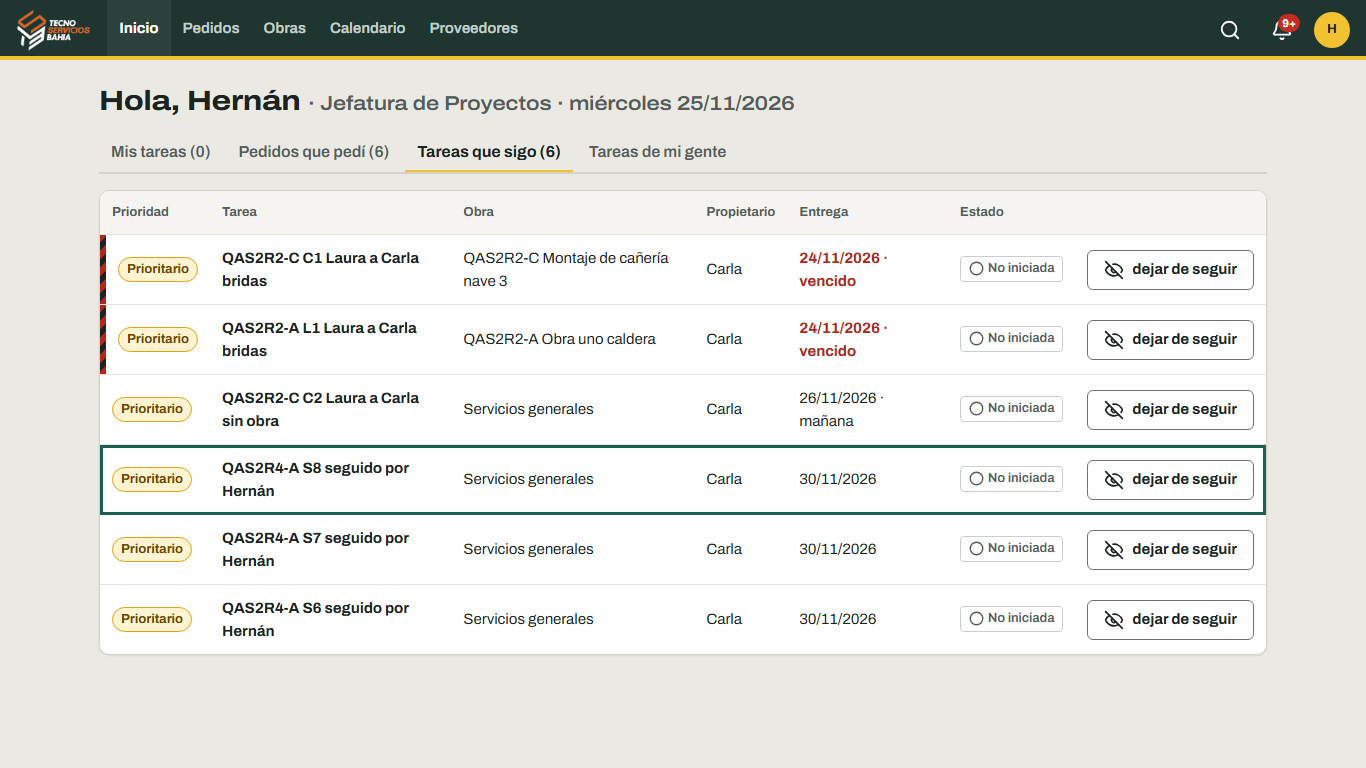 TECNO
SERVICIOS
BAHIA
Inicio
Pedidos
Obras
Calendario
Proveedores
9+
H
Hola, Hernán · Jefatura de Proyectos · miércoles 25/11/2026
Mis tareas (0)
Pedidos que pedí (6)
Tareas que sigo (6)
Tareas de mi gente
Prioridad
Tarea
Obra
Propietario
Entrega
Estado
Prioritario
QAS2R2-C C1 Laura a Carla
bridas
QAS2R2-C Montaje de cañería
nave 3
Carla
24/11/2026 ·
vencido
No iniciada
dejar de seguir
Prioritario
QAS2R2-A L1 Laura a Carla
bridas
QAS2R2-A Obra uno caldera
Carla
24/11/2026 ·
vencido
No iniciada
dejar de seguir
Prioritario
QAS2R2-C C2 Laura a Carla
sin obra
Servicios generales
Carla
26/11/2026 ·
mañana
No iniciada
dejar de seguir
Prioritario
QAS2R4-A S8 seguido por
Hernán
Servicios generales
Carla
30/11/2026
No iniciada
dejar de seguir
Prioritario
QAS2R4-A S7 seguido por
Hernán
Servicios generales
Carla
30/11/2026
No iniciada
dejar de seguir
Prioritario
QAS2R4-A S6 seguido por
Hernán
Servicios generales
Carla
30/11/2026
No iniciada
dejar de seguir